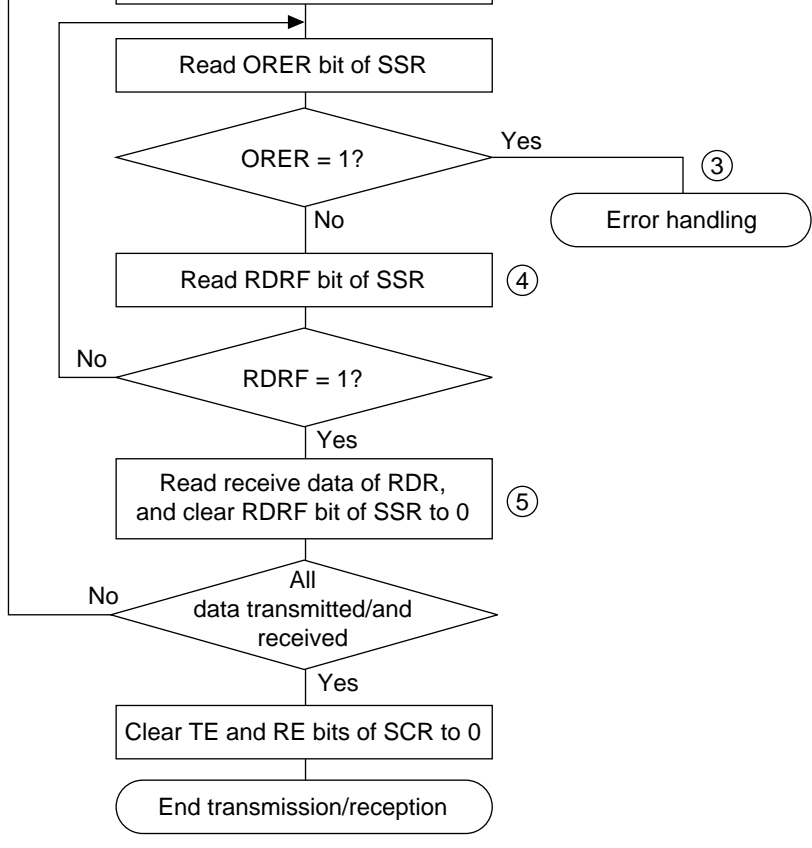 Read ORER bit of SSR
ORER = 1?
Yes
③
Error handling
No
Read RDRF bit of SSR
④
No
RDRF = 1?
Yes
Read receive data of RDR,
and clear RDRF bit of SSR to 0
⑤
No
All
data transmitted/and
received
Yes
Clear TE and RE bits of SCR to 0
End transmission/reception